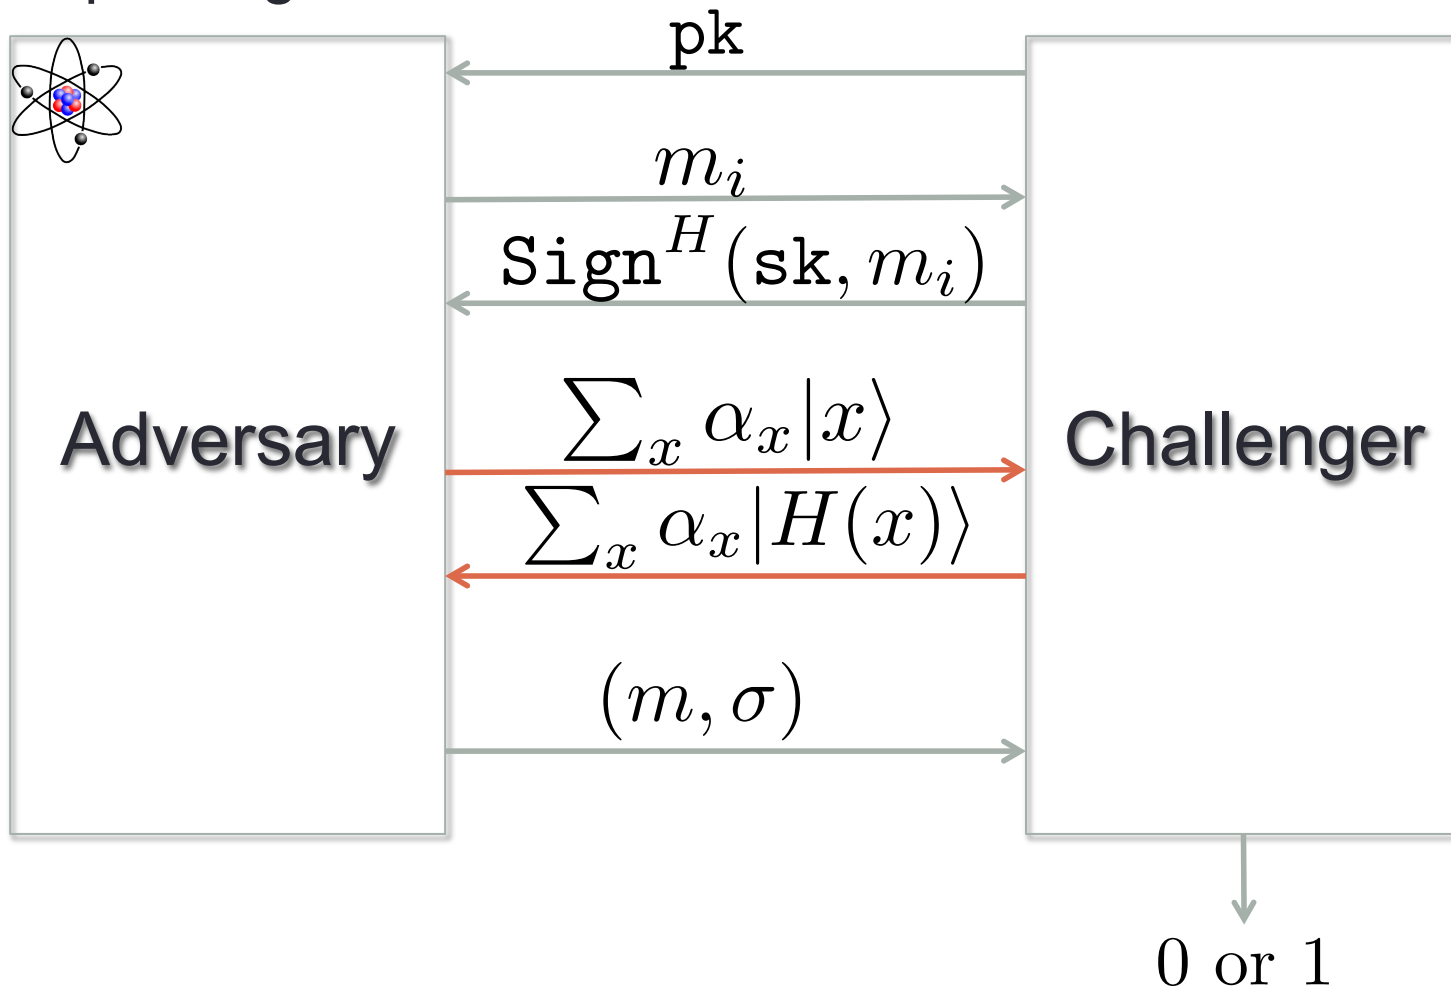 pk
m_i
Sign^H(sk, m_i)
∑_x α_x|x⟩
Adversary
Challenger
∑_x α_x|H(x)⟩
(m, σ)
0 or 1